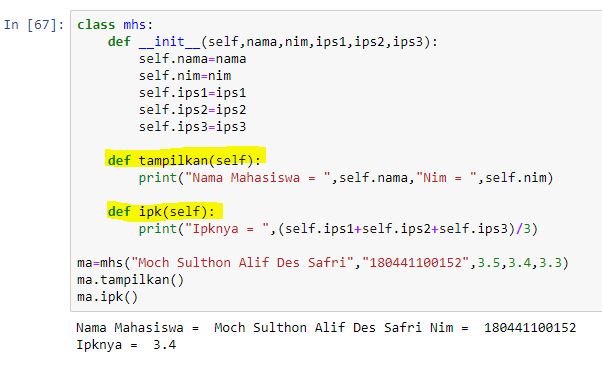 In [67]: class mhs:
    def __init__(self,nama,nim,ips1,ips2,ips3):
        self.nama=nama
        self.nim=nim
        self.ips1=ips1
        self.ips2=ips2
        self.ips3=ips3
    def tampilkan(self):
        print("Nama Mahasiswa = ",self.nama,"Nim = ",self.nim)
    def ipk(self):
        print("Ipknya = ",(self.ips1+self.ips2+self.ips3)/3)
ma=mhs("Moch Sulthon Alif Des Safri","180441100152",3.5,3.4,3.3)
ma.tampilkan()
ma.ipk()
Nama Mahasiswa =  Moch Sulthon Alif Des Safri Nim =  180441100152
Ipknya =  3.4